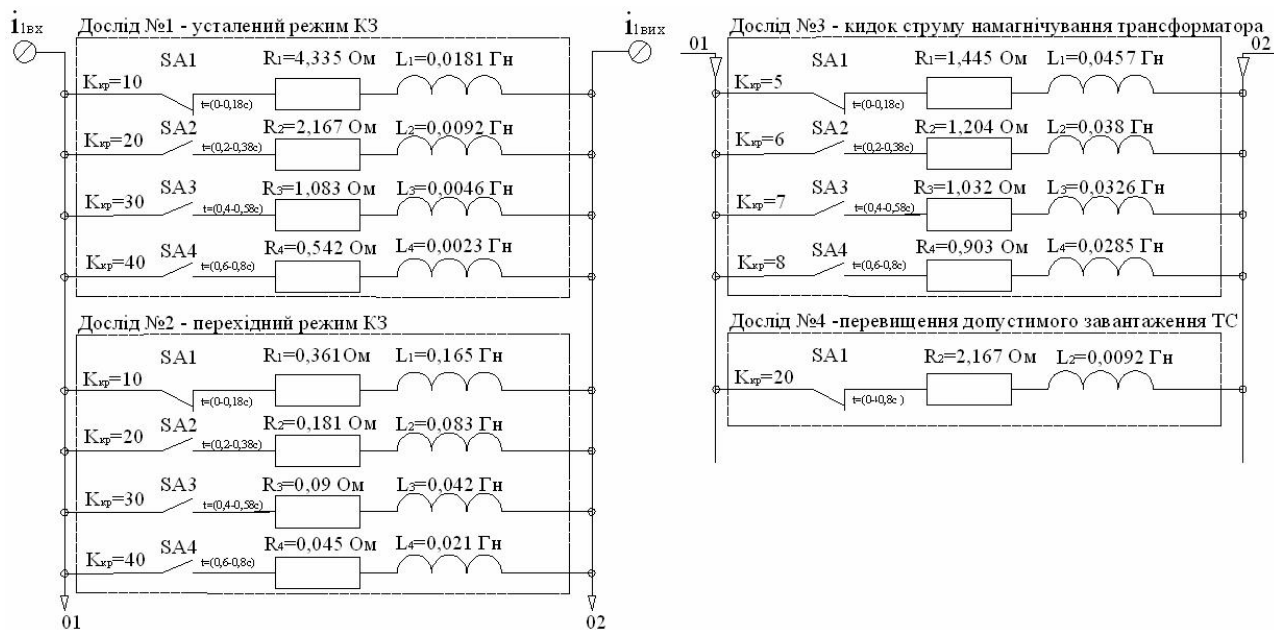 i1вх
Дослід №1 - усталений режим КЗ
i1вих
Kкр=10
SA1
t=(0-0,18c)
R1=4,335 Ом
L1=0,0181 Гн
Kкр=20
SA2
t=(0,2-0,38c)
R2=2,167 Ом
L2=0,0092 Гн
Kкр=30
SA3
t=(0,4-0,58c)
R3=1,083 Ом
L3=0,0046 Гн
Kкр=40
SA4
t=(0,6-0,8c)
R4=0,542 Ом
L4=0,0023 Гн
Дослід №2 - перехідний режим КЗ
Kкр=10
SA1
t=(0-0,18c)
R1=0,361Ом
L1=0,165 Гн
Kкр=20
SA2
t=(0,2-0,38c)
R2=0,181 Ом
L2=0,083 Гн
Kкр=30
SA3
t=(0,4-0,58c)
R3=0,09 Ом
L3=0,042 Гн
Kкр=40
SA4
t=(0,6-0,8c)
R4=0,045 Ом
L4=0,021 Гн
01
02
Дослід №3 - кидок струму намагнічування трансформатора
01
02
Kкр=5
SA1
t=(0-0,18c)
R1=1,445 Ом
L1=0,0457 Гн
Kкр=6
SA2
t=(0,2-0,38c)
R2=1,204 Ом
L2=0,038 Гн
Kкр=7
SA3
t=(0,4-0,58c)
R3=1,032 Ом
L3=0,0326 Гн
Kкр=8
SA4
t=(0,6-0,8c)
R4=0,903 Ом
L4=0,0285 Гн
Дослід №4 -перевищення допустимого завантаження ТС
Kкр=20
SA1
t=(0÷0,8c )
R2=2,167 Ом
L2=0,0092 Гн